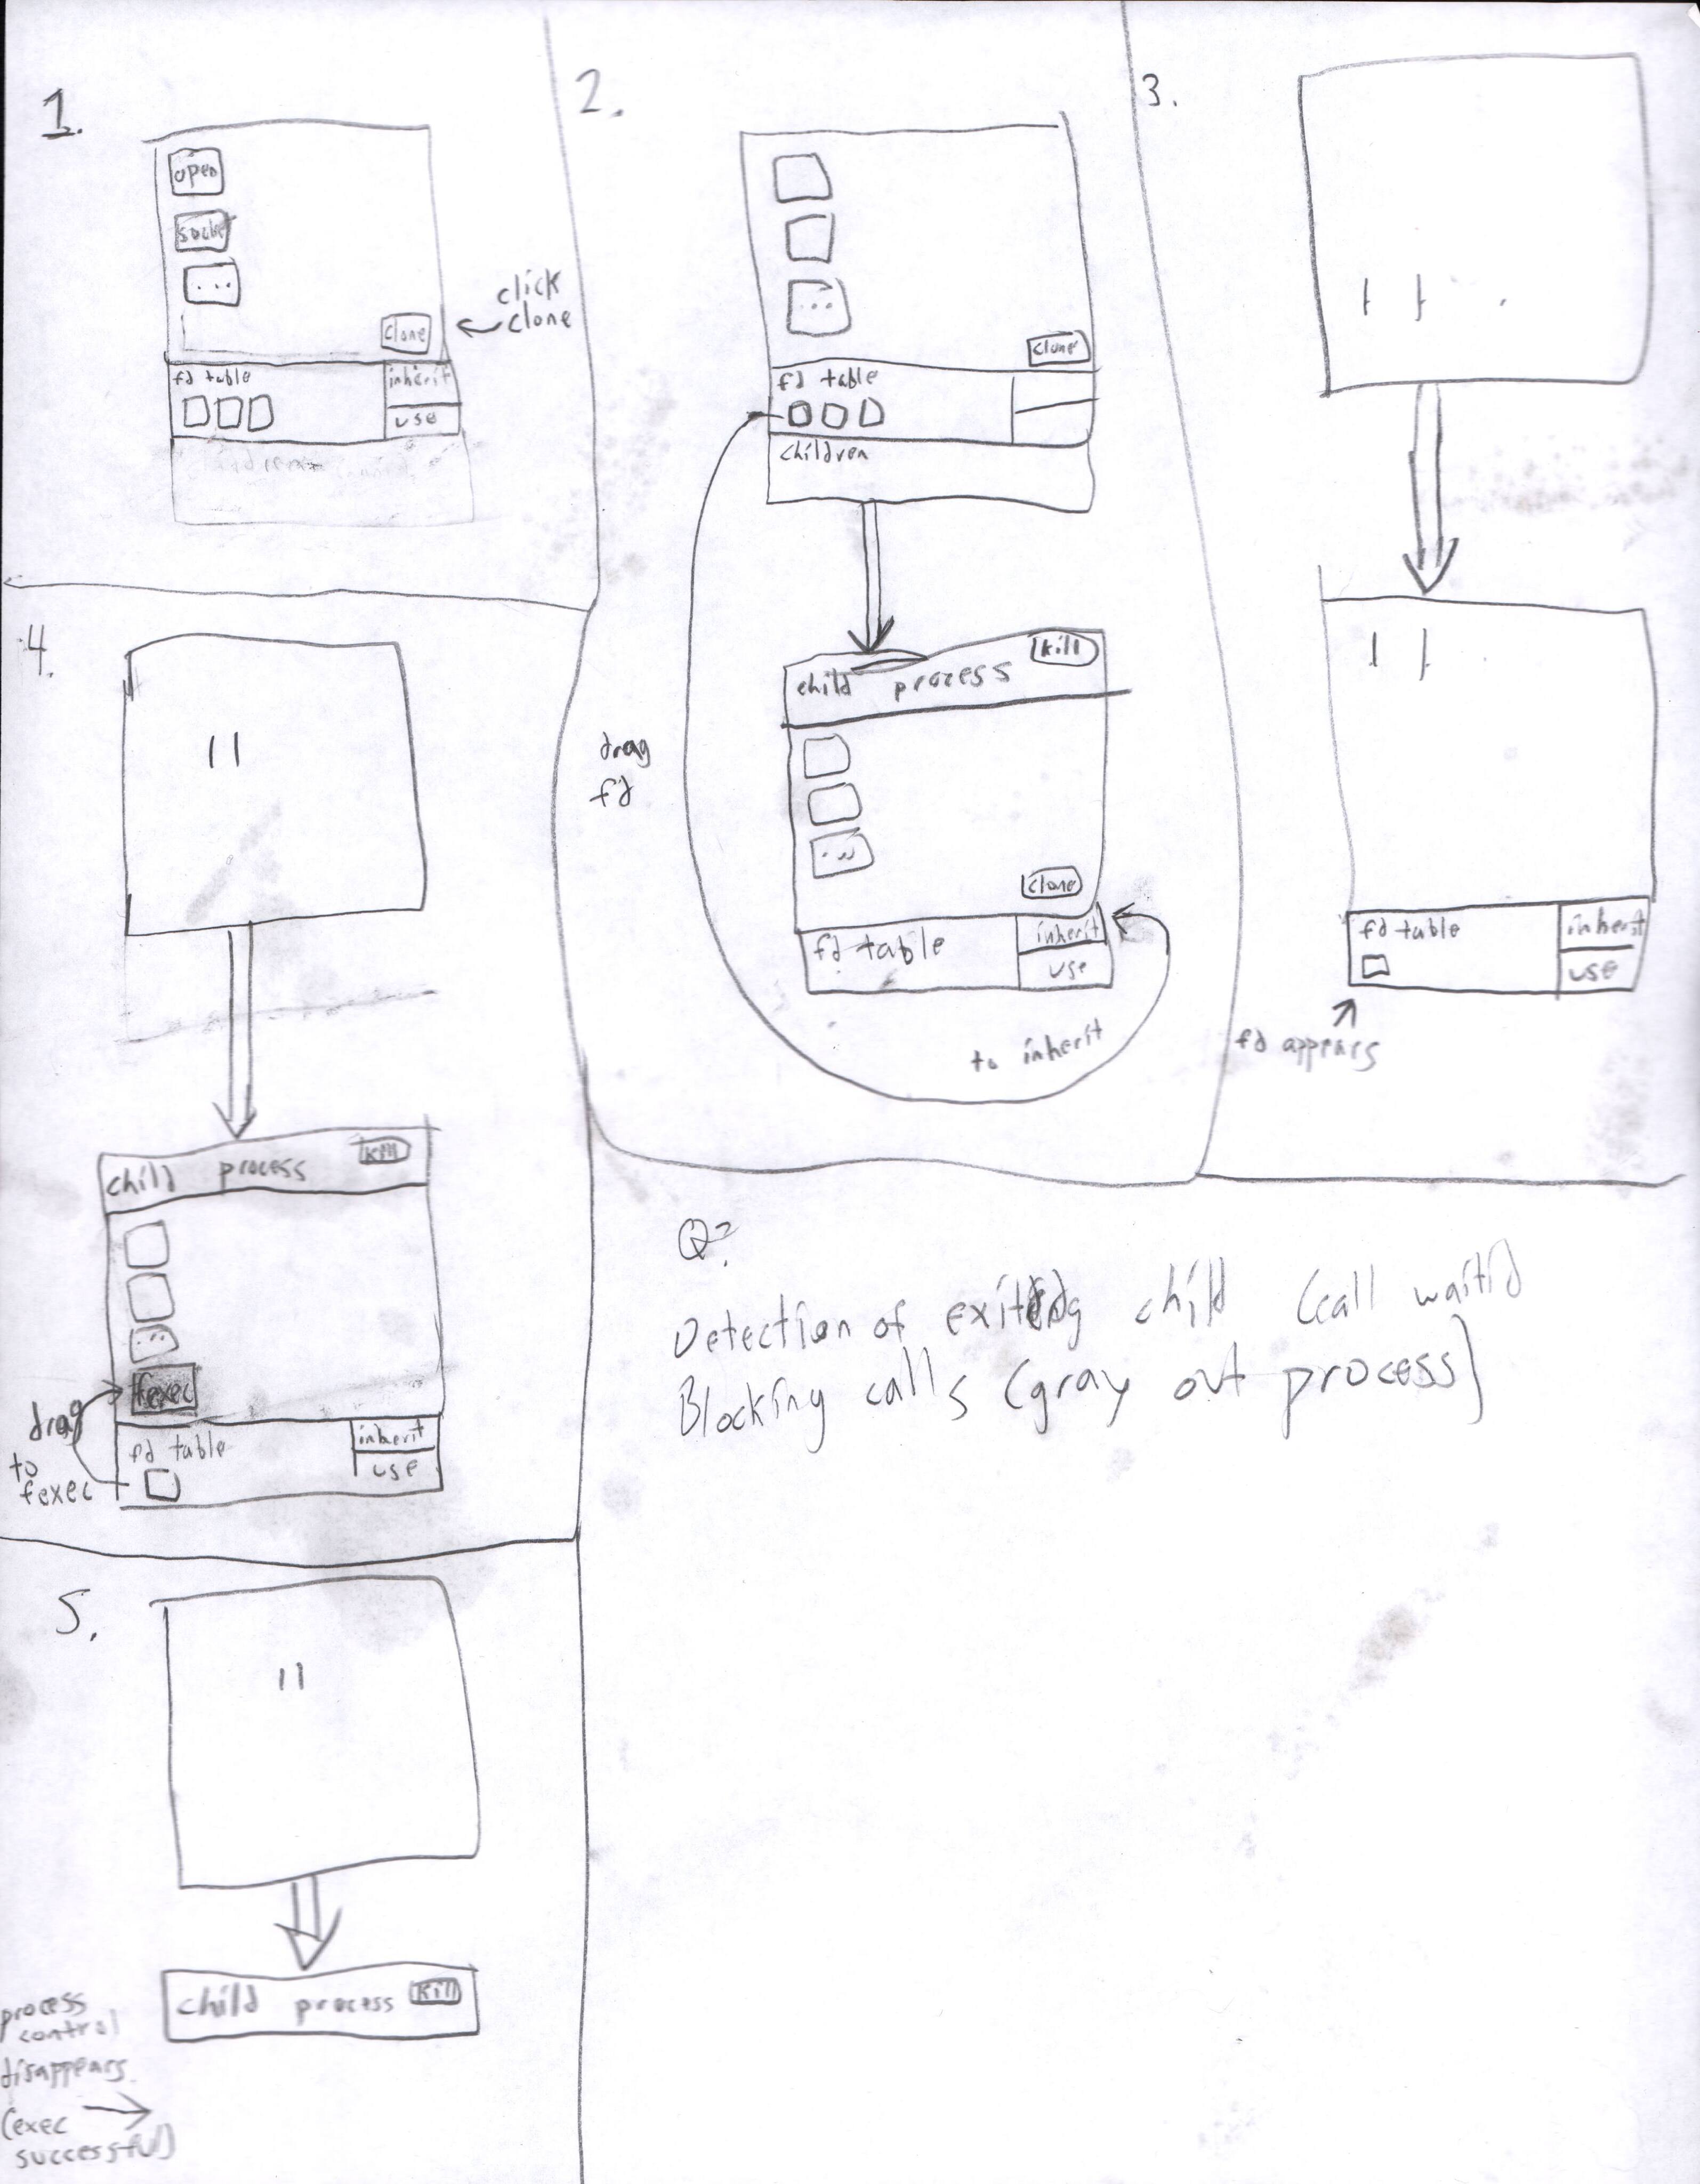 1.
open
...
clone
click
clone
fd table
inherit
use
2.
...
clone
fd table
children
child process
kill
...
clone
fd table
inherit
use
drag
fd
to inherit
3.
fd table
inherit
use
fd appears
4.
child process
kill
...
fexec
drag
to
fexec
fd table
inherit
use
5.
child process
kill
process
control
disappears
(exec
successful)
Q?
Detection of exiting child (call waitid
Blocking calls (gray out process)